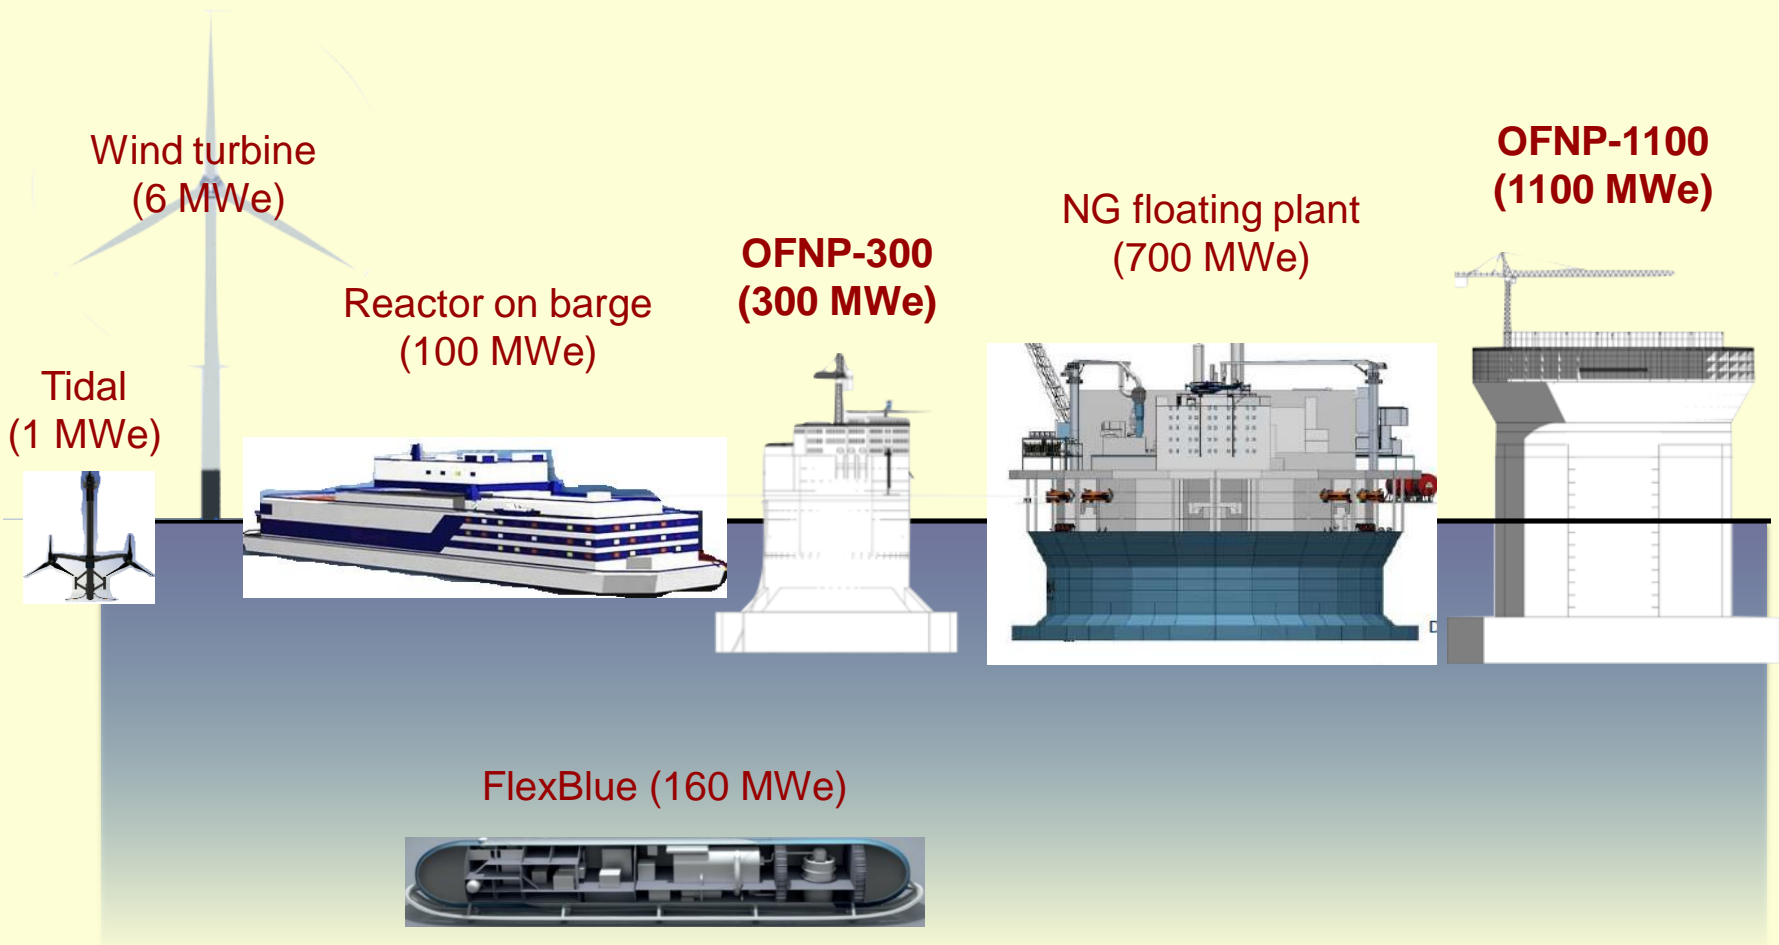 Wind turbine
(6 MWe)
Tidal
(1 MWe)
Reactor on barge
(100 MWe)
OFNP-300
(300 MWe)
NG floating plant
(700 MWe)
OFNP-1100
(1100 MWe)
D
FlexBlue (160 MWe)